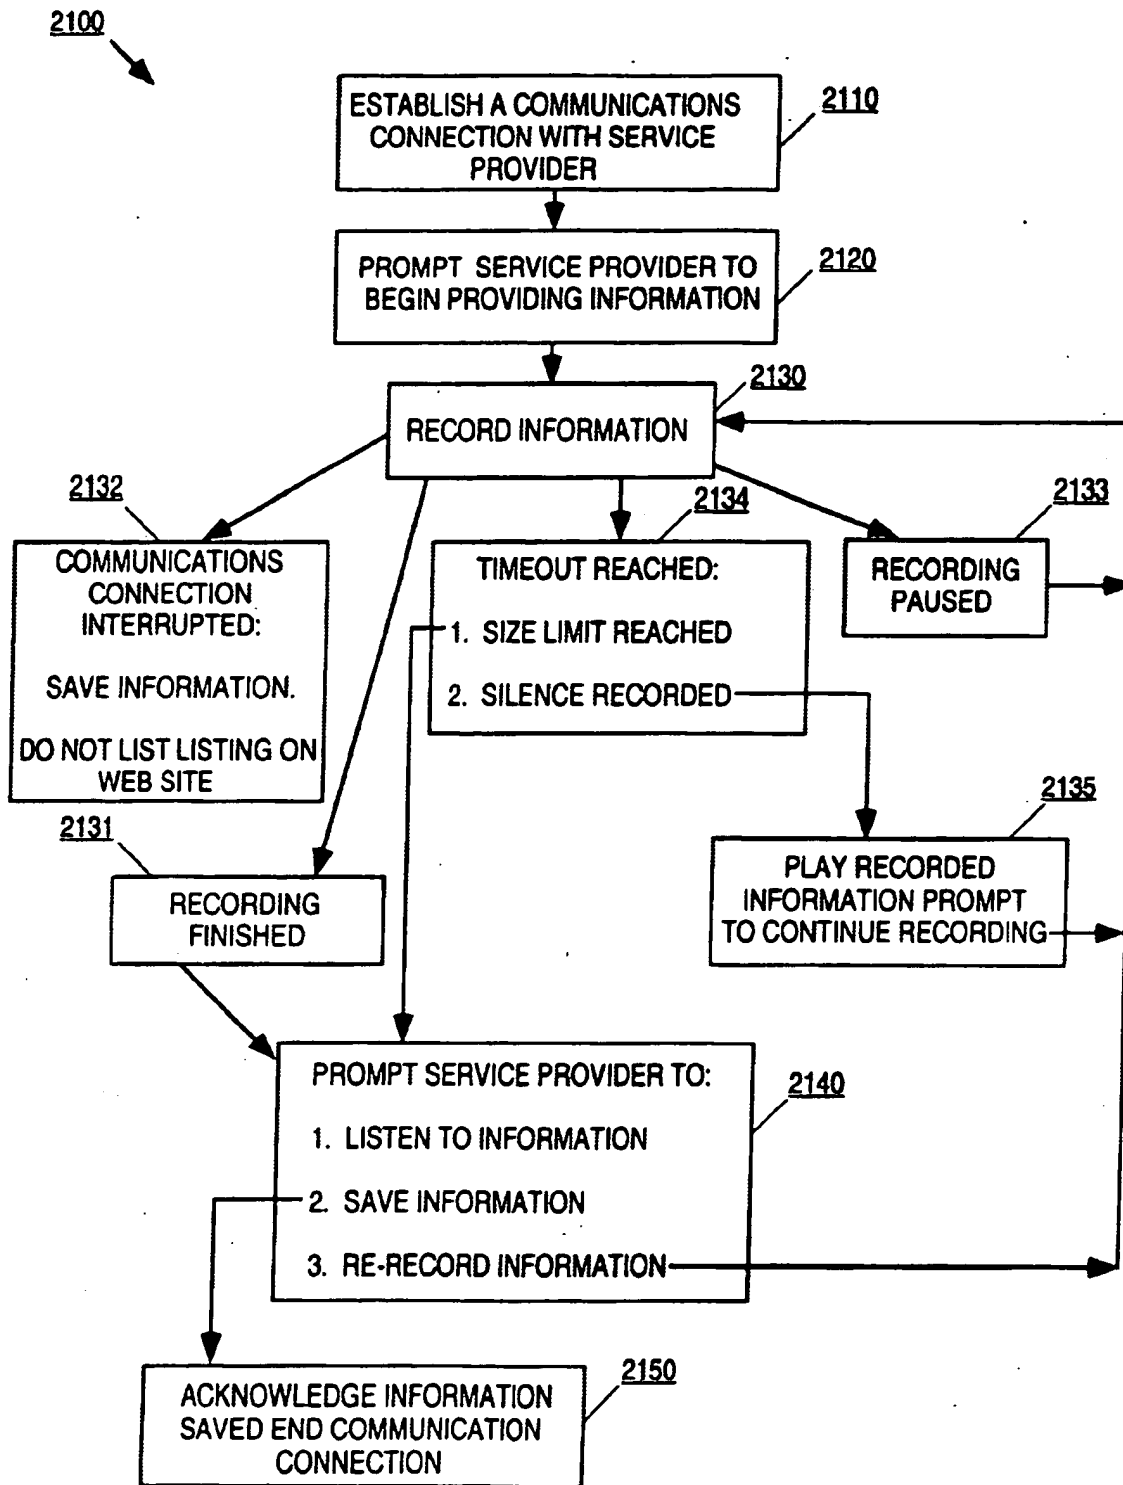 2100
ESTABLISH A COMMUNICATIONS
CONNECTION WITH SERVICE
PROVIDER
2110
PROMPT SERVICE PROVIDER TO
BEGIN PROVIDING INFORMATION
2120
2130
RECORD INFORMATION
2132
COMMUNICATIONS
CONNECTION
INTERRUPTED:
SAVE INFORMATION.
DO NOT LIST LISTING ON
WEB SITE
2134
TIMEOUT REACHED:
1. SIZE LIMIT REACHED
2. SILENCE RECORDED
2133
RECORDING
PAUSED
2131
RECORDING
FINISHED
2135
PLAY RECORDED
INFORMATION PROMPT
TO CONTINUE RECORDING
PROMPT SERVICE PROVIDER TO:
1. LISTEN TO INFORMATION
2. SAVE INFORMATION
3. RE-RECORD INFORMATION
2140
ACKNOWLEDGE INFORMATION
SAVED END COMMUNICATION
CONNECTION
2150